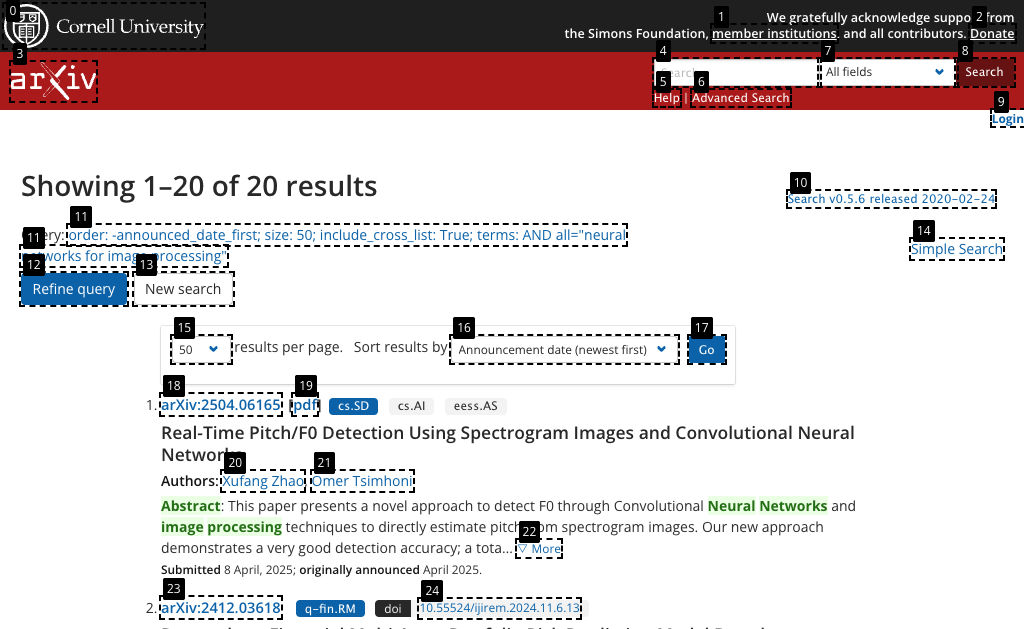 0
Cornell University
We gratefully acknowledge suppo 2 from
1
the Simons Foundation, member institutions, and all contributors. Donate
3
arXiv
4
7
8
Search
All fields
Search
5
6
Help | Advanced Search
9
Login
Showing 1–20 of 20 results
10
Search v0.5.6 released 2020-02-24
11
order: -announced_date_first; size: 50; include_cross_list: True; terms: AND all="neural
11
for image processing"
14
Simple Search
12
13
Refine query
New search
15
16
17
50
results per page.
Sort results by
Announcement date (newest first)
Go
18
19
1. arXiv:2504.06165 [pdf] cs.SD cs.AI eess.AS
Real-Time Pitch/F0 Detection Using Spectrogram Images and Convolutional Neural
Networks
20
21
Authors: Xufang Zhao Omer Tsimhoni
Abstract: This paper presents a novel approach to detect F0 through Convolutional Neural Networks and
image processing techniques to directly estimate pitch from spectrogram images. Our new approach
22
demonstrates a very good detection accuracy; a tota... ▽ More
Submitted 8 April, 2025; originally announced April 2025.
23
24
2. arXiv:2412.03618 q-fin.RM doi 10.55524/ijirem.2024.11.6.13